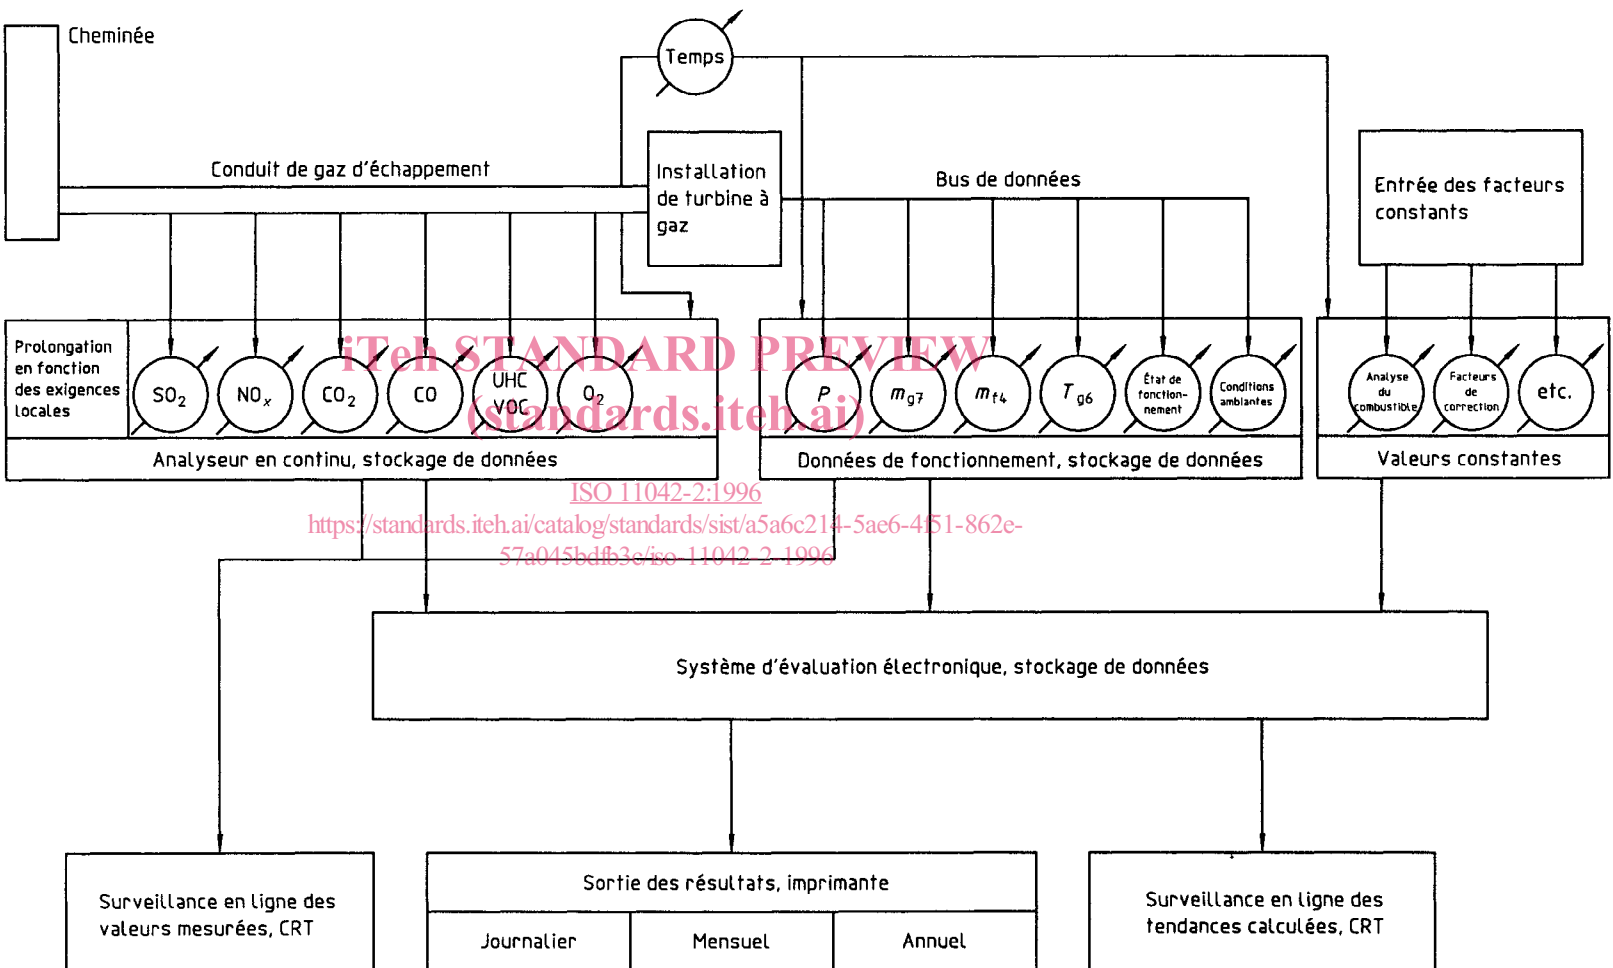 Cheminée
Temps
Conduit de gaz d'échappement
Installation
de turbine à
gaz
Bus de données
Entrée des facteurs
constants
Prolongation
en fonction
des exigences
locales
SO2
NOx
CO2
CO
UHC
VOC
O2
P
mg7
mf4
Tg6
État de
fonction-
nement
Conditions
ambiantes
Analyse
du
combustible
Facteurs
de
correction
etc.
iTeh STANDARD PREVIEW
(standards.iteh.ai)
Analyseur en continu, stockage de données
Données de fonctionnement, stockage de données
Valeurs constantes
ISO 11042-2:1996
https://standards.iteh.ai/catalog/standards/sist/a5a6c214-5ae6-4f51-862e-
57a045bdfb3c/iso-11042-2-1996
Système d'évaluation électronique, stockage de données
Surveillance en ligne des
valeurs mesurées, CRT
Sortie des résultats, imprimante
Journalier
Mensuel
Annuel
Surveillance en ligne des
tendances calculées, CRT